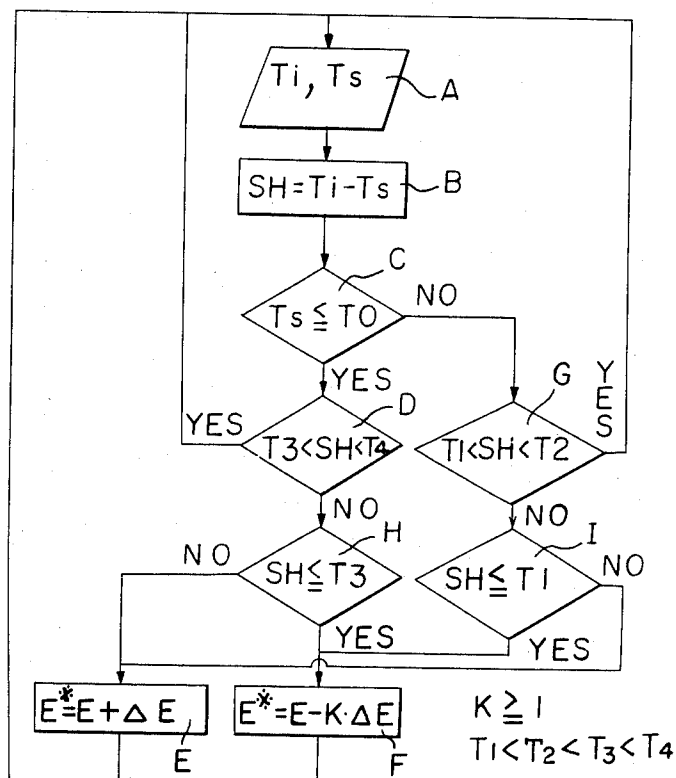 Ti, Ts
A
SH=Ti-Ts
B
C
Ts≦T0
NO
YES
D
G
YES
YES
T3<SH<T4
T1<SH<T2
NO
NO
H
I
NO
SH≦T3
SH≦T1
NO
YES
YES
E*=E+ΔE
E
E*=E-K·ΔE
F
K≧1
T1<T2<T3<T4